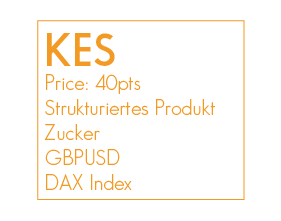 KES
Price: 40pts
Strukturiertes Produkt
Zucker
GBPUSD
DAX Index